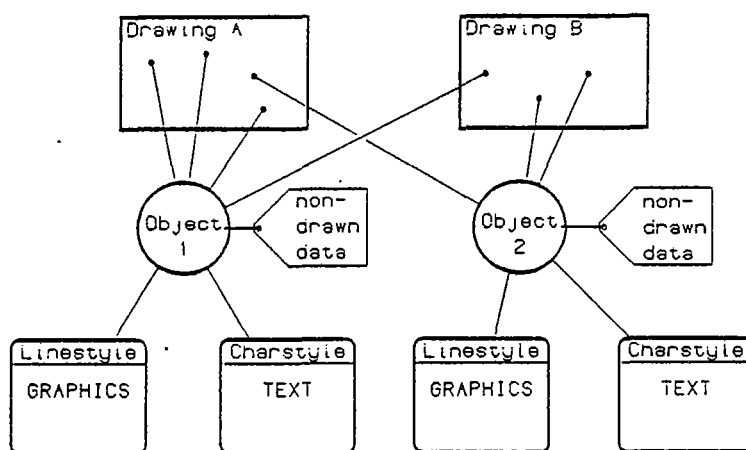 Drawing A
Drawing B
Object
1
non-
drawn
data
Object
2
non-
drawn
data
Linestyle
GRAPHICS
Charstyle
TEXT
Linestyle
GRAPHICS
Charstyle
TEXT